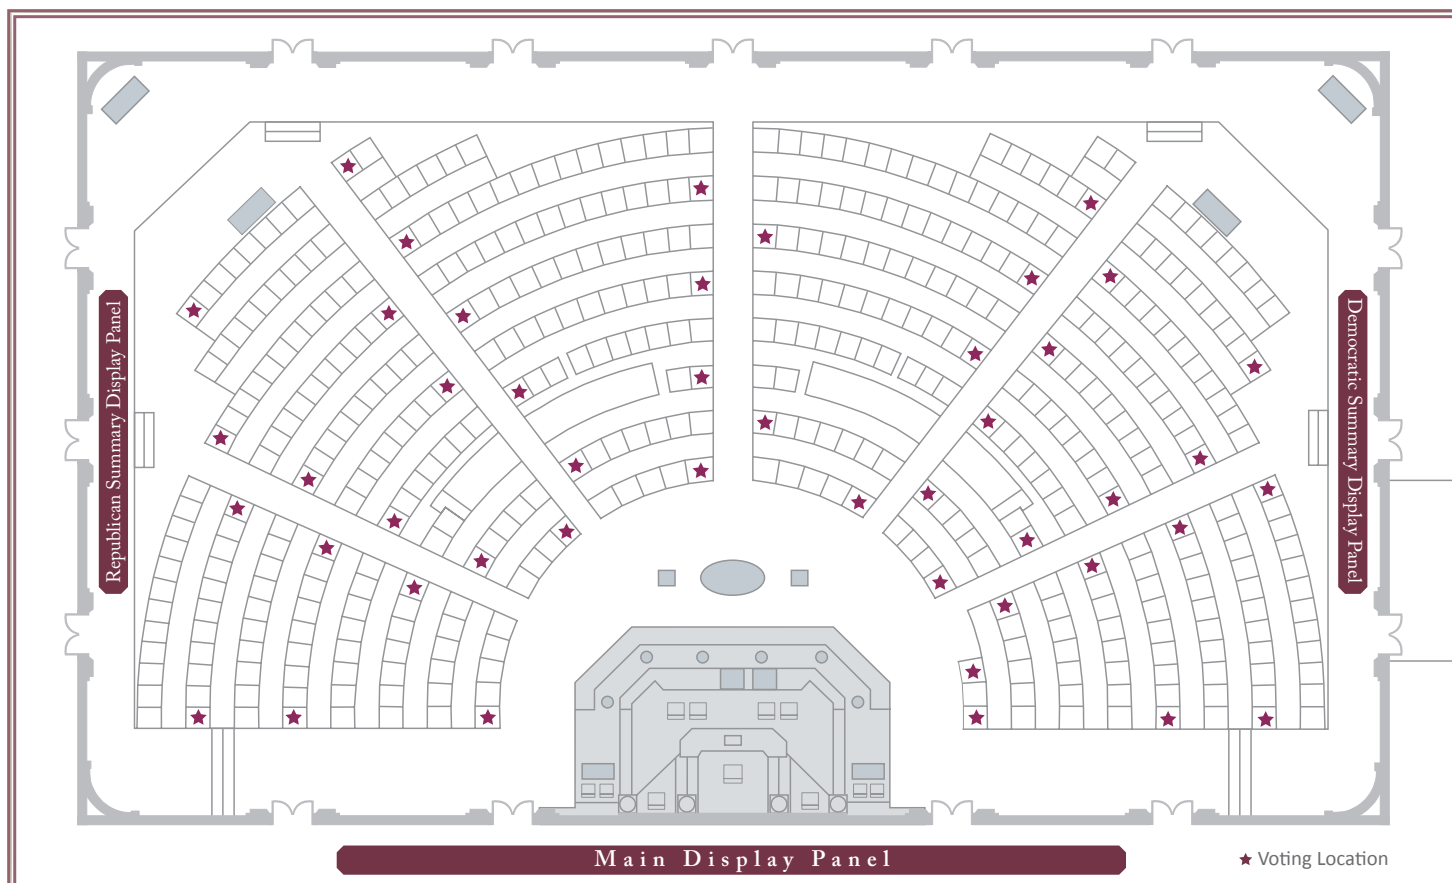 Republican Summary Display Panel
Democratic Summary Display Panel
Main Display Panel
Voting Location